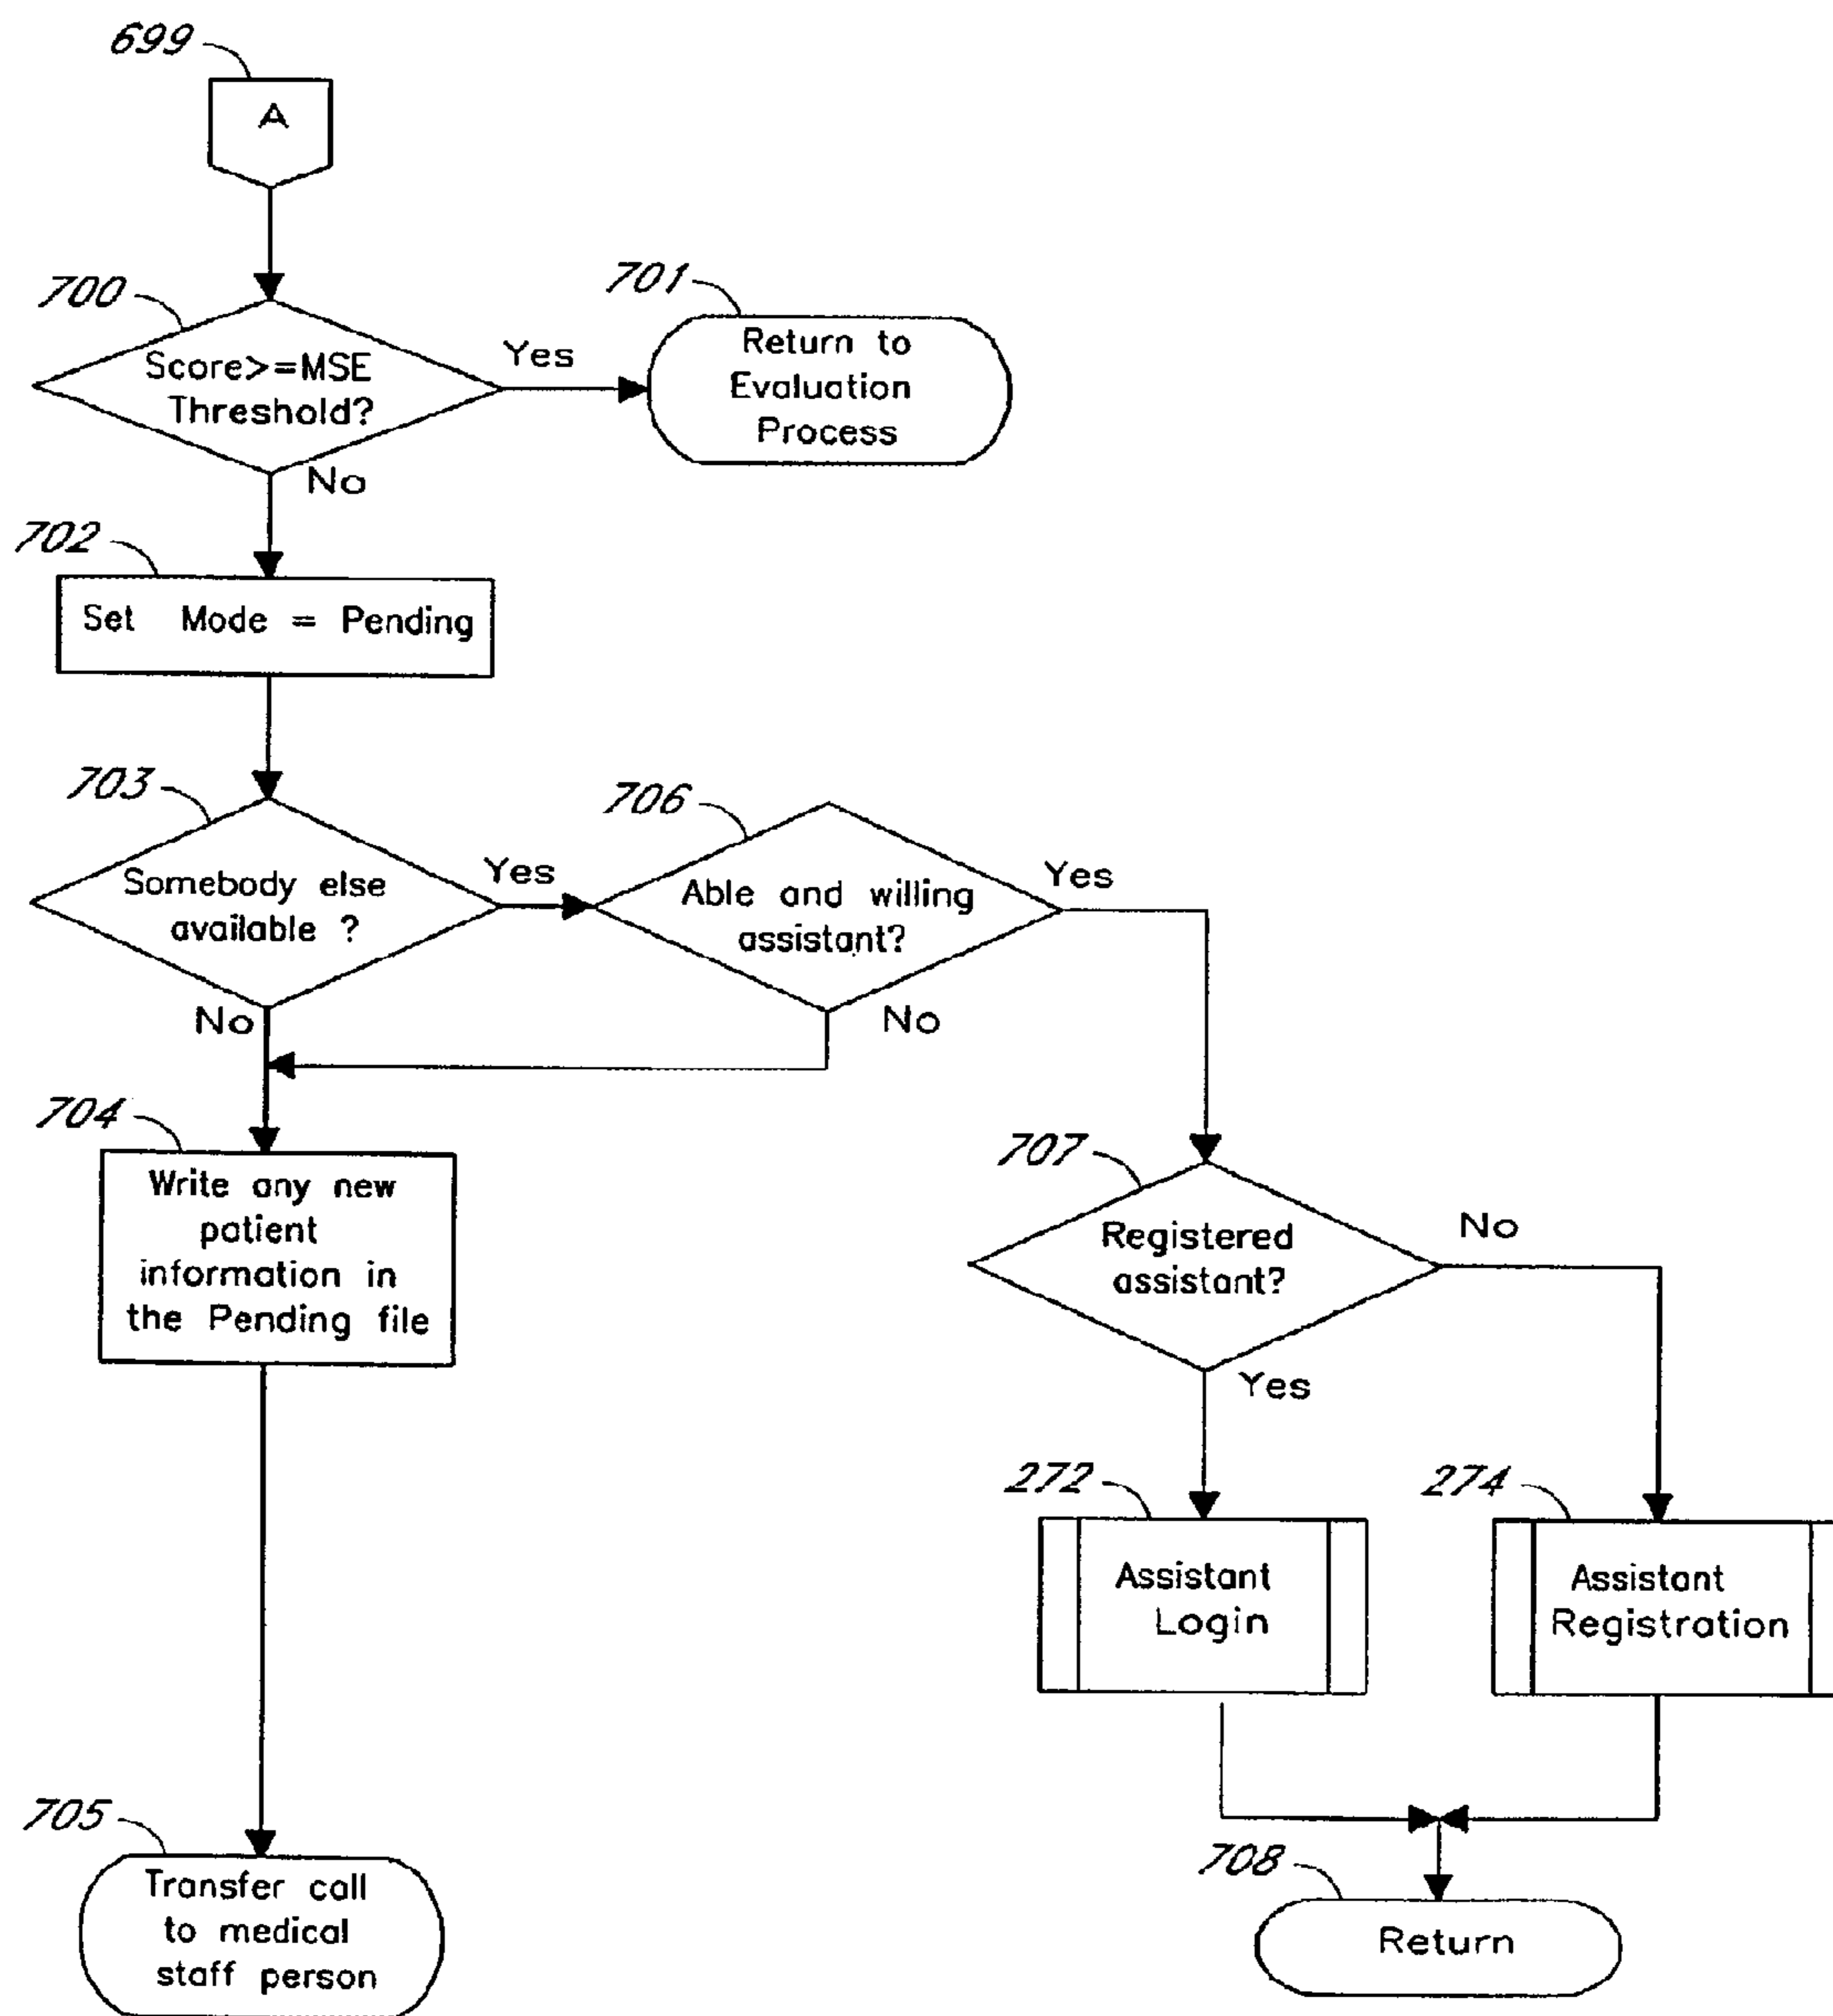 699
A
700
Score>=MSE
Threshold?
Yes
No
701
Return to
Evaluation
Process
702
Set Mode = Pending
703
Somebody else
available ?
Yes
No
706
Able and willing
assistant?
Yes
No
704
Write any new
patient
information in
the Pending file
707
Registered
assistant?
No
Yes
272
Assistant
Login
274
Assistant
Registration
705
Transfer call
to medical
staff person
708
Return